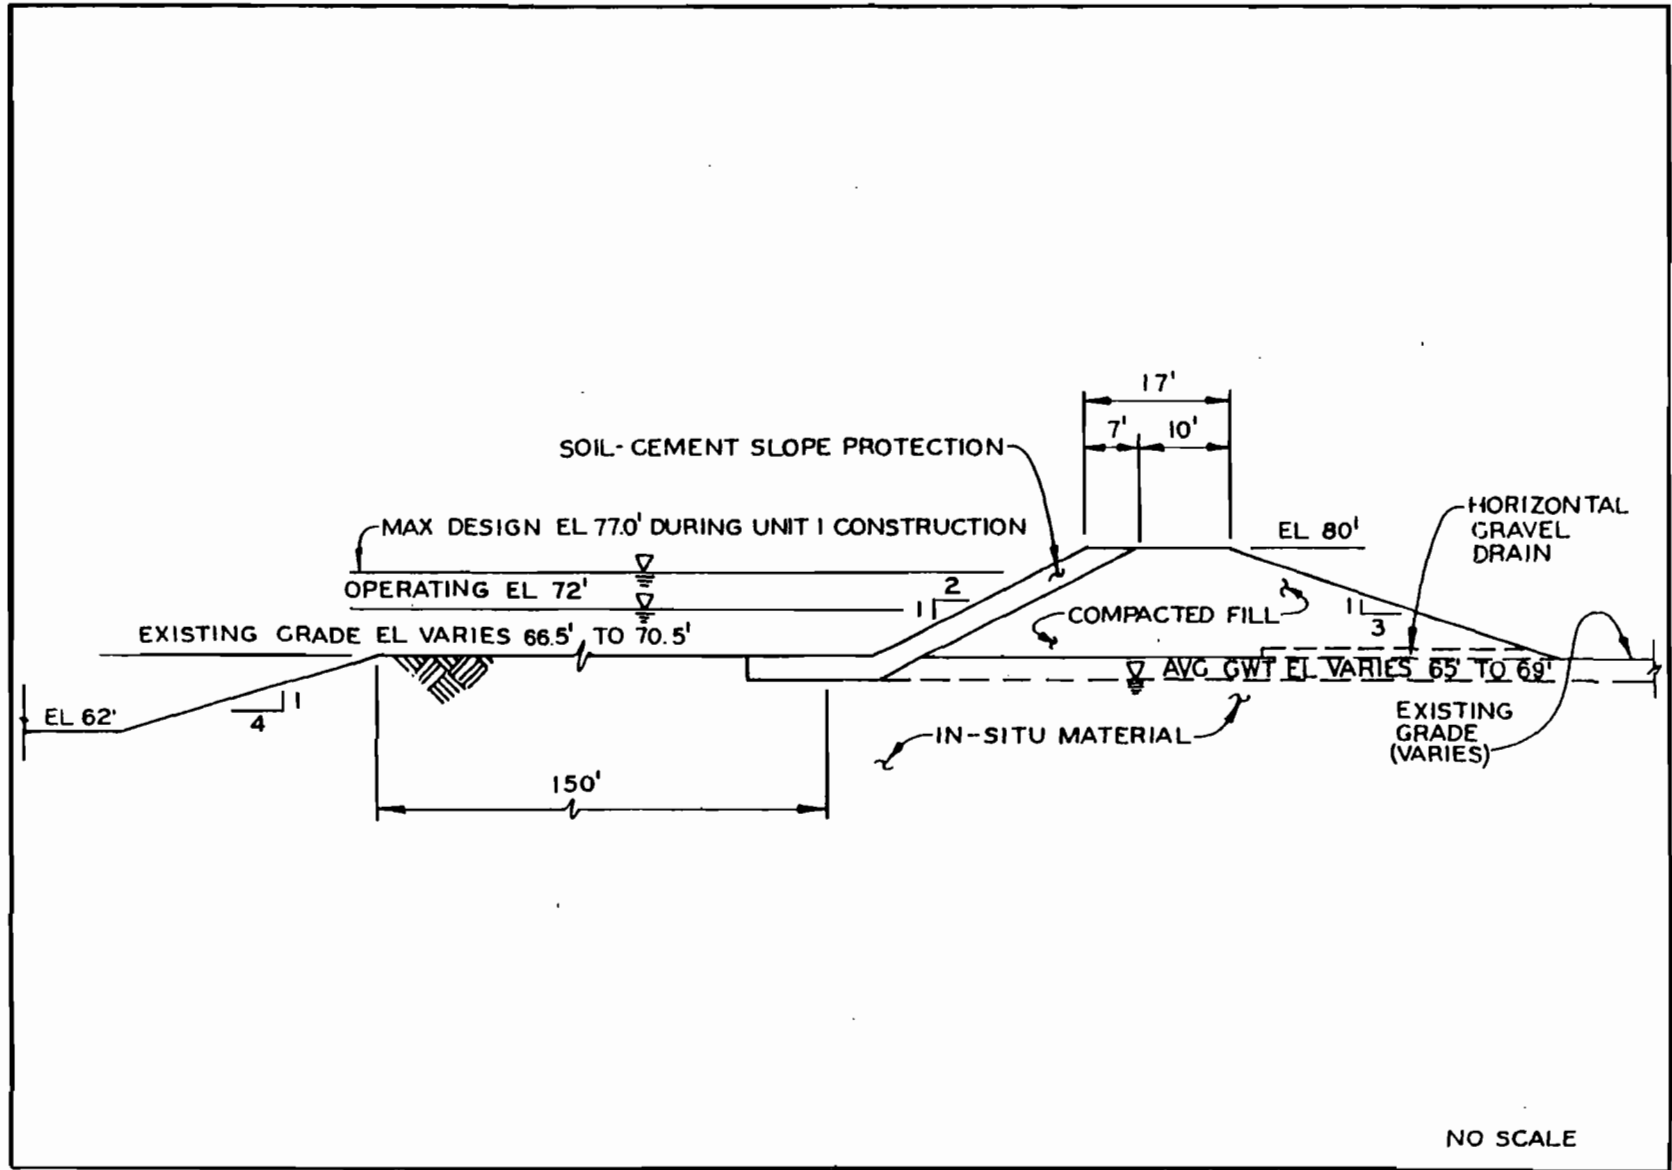 17'
7'
10'
SOIL-CEMENT SLOPE PROTECTION
HORIZONTAL
GRAVEL
DRAIN
MAX DESIGN EL 77.0' DURING UNIT I CONSTRUCTION
EL 80'
OPERATING EL 72'
2
1
COMPACTED FILL
1
3
EXISTING GRADE EL VARIES 66.5' TO 70.5'
AVG GWT EL VARIES 65' TO 69'
1
4
EL 62'
IN-SITU MATERIAL
EXISTING
GRADE
(VARIES)
150'
NO SCALE